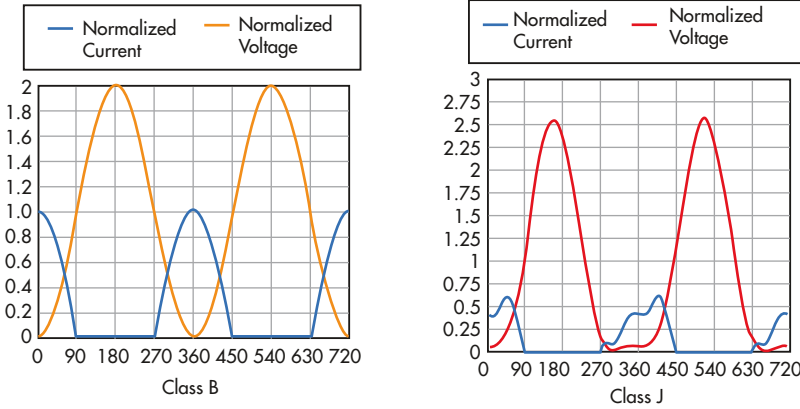 Normalized
Current
Normalized
Voltage
2
1.8
1.6
1.4
1.2
1.0
0.8
0.6
0.4
0.2
0
0 90 180 270 360 450 540 630 720
Class B
Normalized
Current
Normalized
Voltage
3
2.75
2.5
2.25
2
1.75
1.5
1.25
1
0.75
0.5
0.25
0
0 90 180 270 360 450 540 630 720
Class J